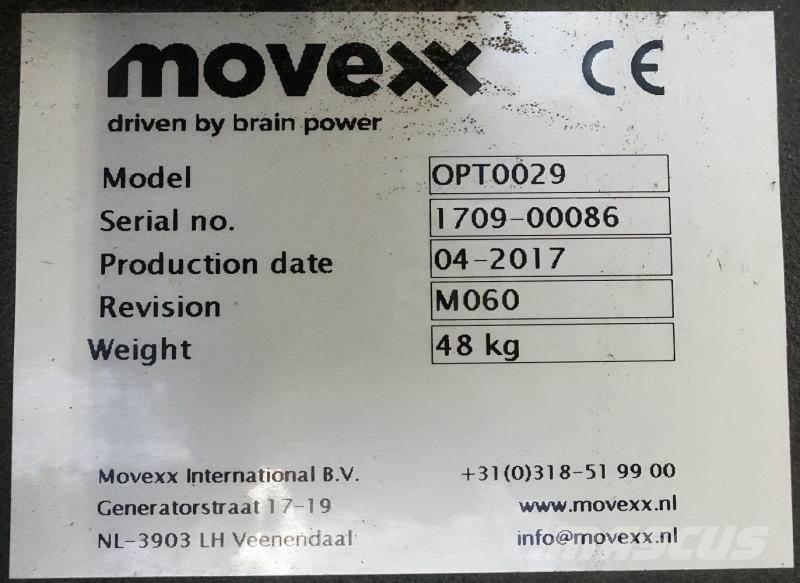 movexx CE
driven by brain power
Model OPT0029
Serial no. 1709-00086
Production date 04-2017
Revision M060
Weight 48 kg
Movexx International B.V. +31(0)318-51 99 00
Generatorstraat 17-19 www.movexx.nl
NL-3903 LH Veenendaal info@movexx.nl
MASCUS